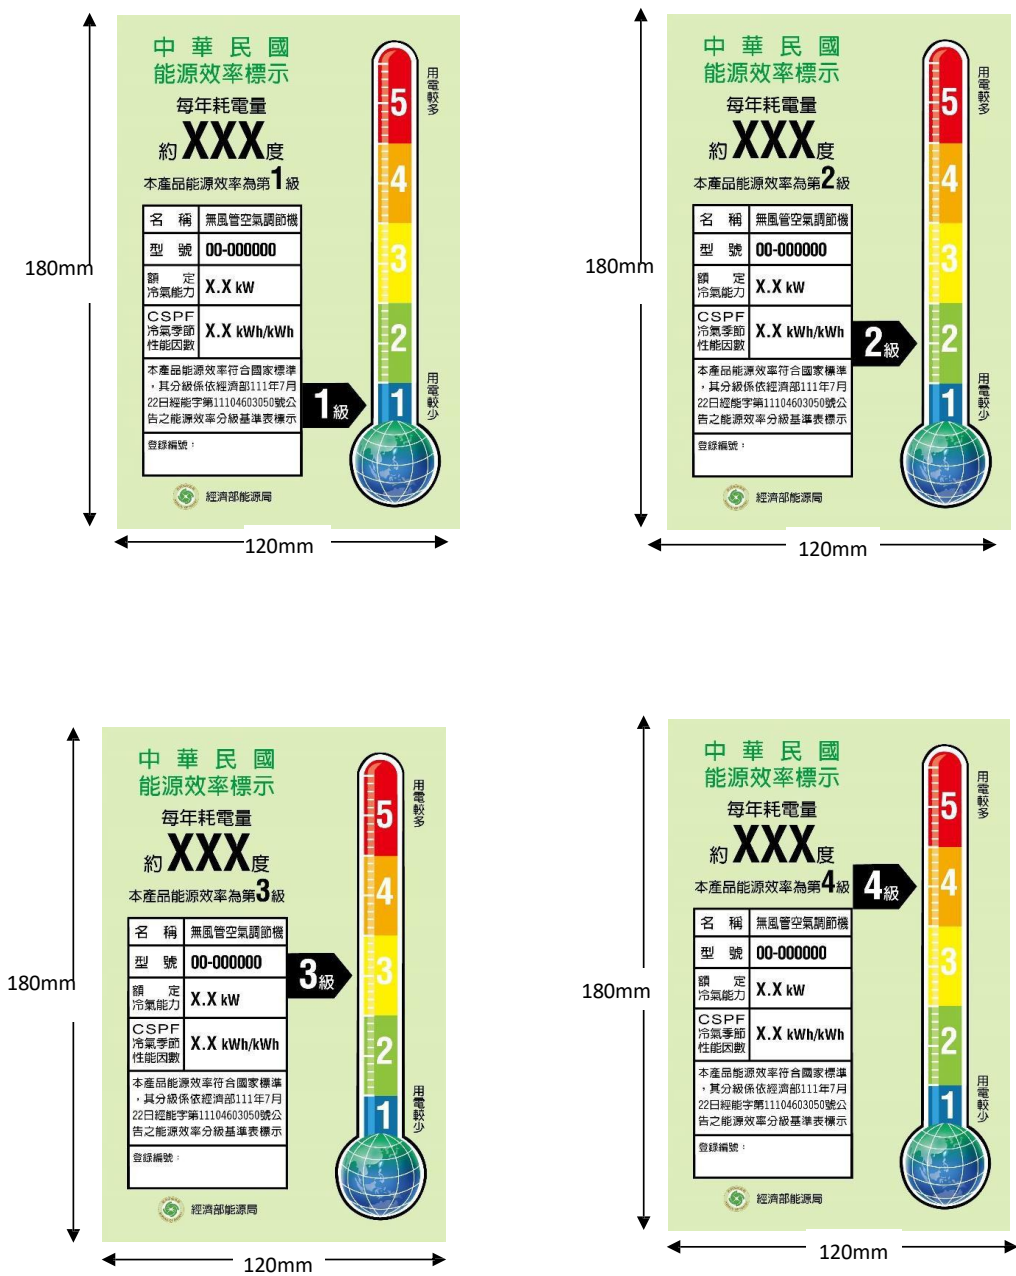 中華民國
能源效率標示
每年耗電量
約XXX度
本產品能源效率為第1級
名稱 無風管空氣調節機
型號 00-000000
額定冷氣能力 X.X kW
CSPF冷氣季節性能因數 X.X kWh/kWh
本產品能源效率符合國家標準
，其分級係依經濟部111年7月
22日經能字第11104603050號公
告之能源效率分級基準表標示
登錄編號：
經濟部能源局
1級
用電較多
5
4
3
2
1
用電較少
180mm
120mm
中華民國
能源效率標示
每年耗電量
約XXX度
本產品能源效率為第2級
名稱 無風管空氣調節機
型號 00-000000
額定冷氣能力 X.X kW
CSPF冷氣季節性能因數 X.X kWh/kWh
本產品能源效率符合國家標準
，其分級係依經濟部111年7月
22日經能字第11104603050號公
告之能源效率分級基準表標示
登錄編號：
經濟部能源局
2級
用電較多
5
4
3
2
1
用電較少
180mm
120mm
中華民國
能源效率標示
每年耗電量
約XXX度
本產品能源效率為第3級
名稱 無風管空氣調節機
型號 00-000000
額定冷氣能力 X.X kW
CSPF冷氣季節性能因數 X.X kWh/kWh
本產品能源效率符合國家標準
，其分級係依經濟部111年7月
22日經能字第11104603050號公
告之能源效率分級基準表標示
登錄編號：
經濟部能源局
3級
用電較多
5
4
3
2
1
用電較少
180mm
120mm
中華民國
能源效率標示
每年耗電量
約XXX度
本產品能源效率為第4級
名稱 無風管空氣調節機
型號 00-000000
額定冷氣能力 X.X kW
CSPF冷氣季節性能因數 X.X kWh/kWh
本產品能源效率符合國家標準
，其分級係依經濟部111年7月
22日經能字第11104603050號公
告之能源效率分級基準表標示
登錄編號：
經濟部能源局
4級
用電較多
5
4
3
2
1
用電較少
180mm
120mm